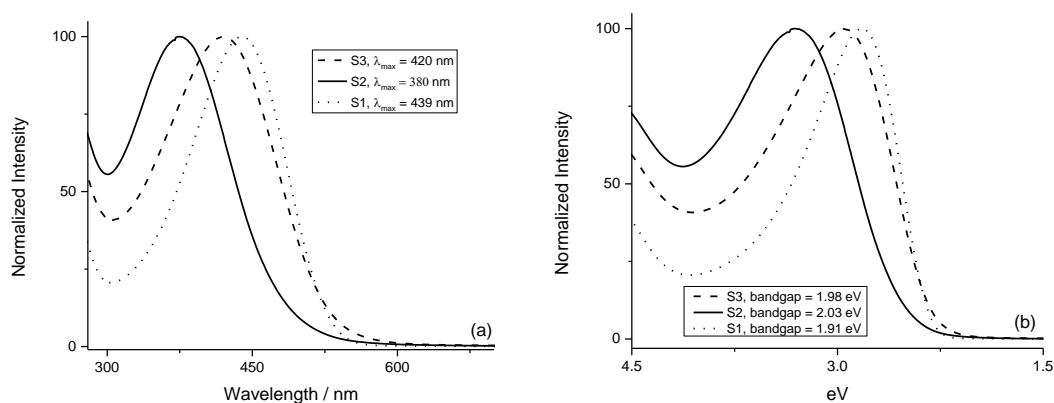 100
50
0
Normalized Intensity
S3, λmax = 420 nm
S2, λmax = 380 nm
S1, λmax = 439 nm
(a)
300
450
600
Wavelength / nm
100
50
0
Normalized Intensity
S3, bandgap = 1.98 eV
S2, bandgap = 2.03 eV
S1, bandgap = 1.91 eV
(b)
4.5
3.0
1.5
eV